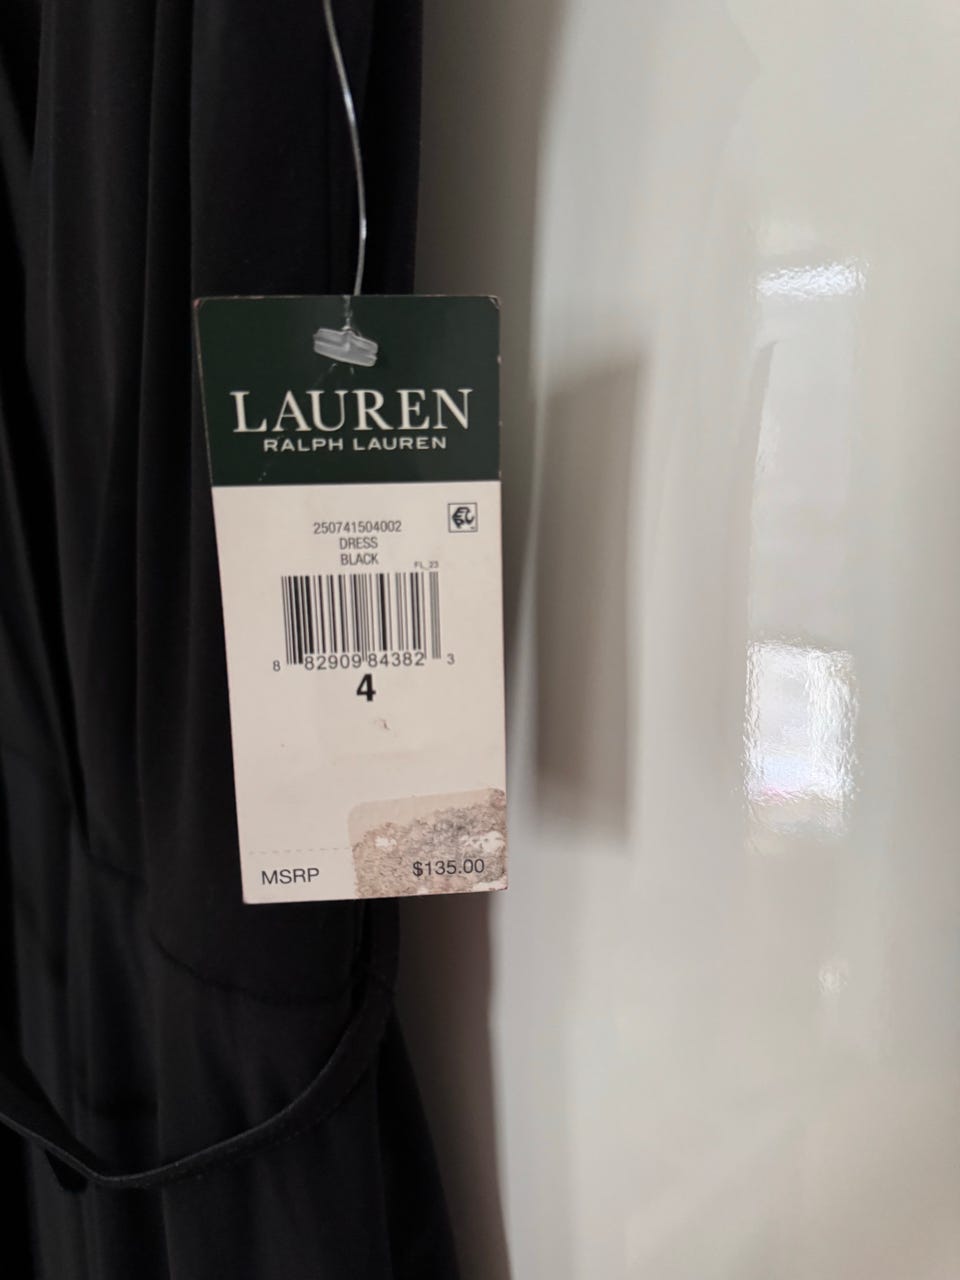 LAUREN
RALPH LAUREN
250741504002
DRESS
BLACK
FL_23
8 82909 84382 3
4
MSRP $135.00